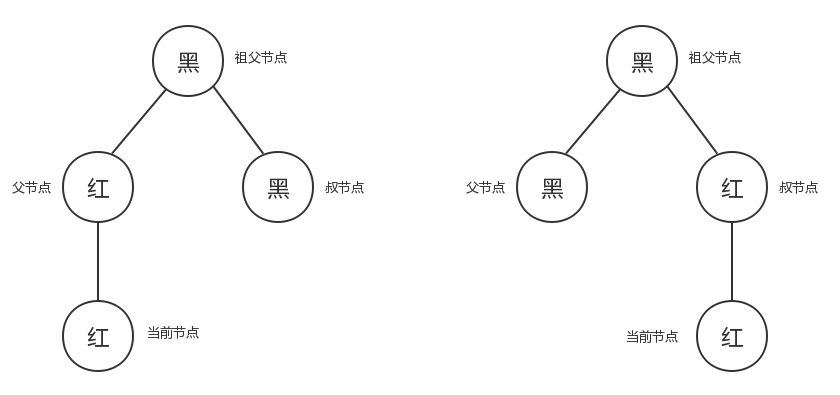 黑 祖父节点
父节点 红 黑 叔节点
红 当前节点
黑 祖父节点
父节点 黑 红 叔节点
当前节点 红